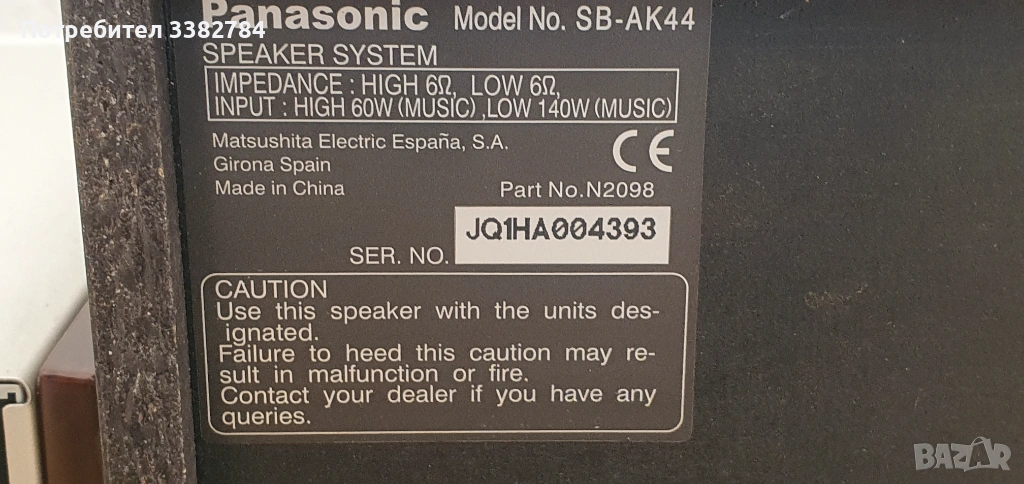 Потребител 3382784
Panasonic Model No. SB-AK44
SPEAKER SYSTEM
IMPEDANCE : HIGH 6Ω, LOW 6Ω,
INPUT : HIGH 60W (MUSIC) ,LOW 140W (MUSIC)
Matsushita Electric España, S.A.
Girona Spain
Made in China
CE
Part No.N2098
SER. NO. JQ1HA004393
CAUTION
Use this speaker with the units des-
ignated.
Failure to heed this caution may re-
sult in malfunction or fire.
Contact your dealer if you have any
queries.
BAZAR